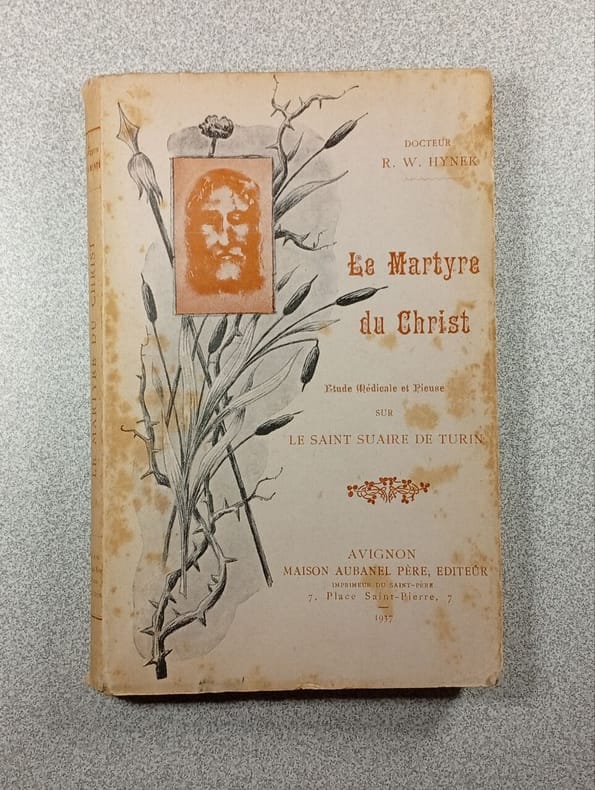 DOCTEUR
R. W. HYNEK
Le Martyre
du Christ
Etude Médicale et Pieuse
SUR
LE SAINT SUAIRE DE TURIN
AVIGNON
MAISON AUBANEL PÈRE, EDITEUR
IMPRIMEUR DU SAINT-PÈRE
7, Place Saint-Pierre, 7
1937
LE MARTYRE DU CHRIST